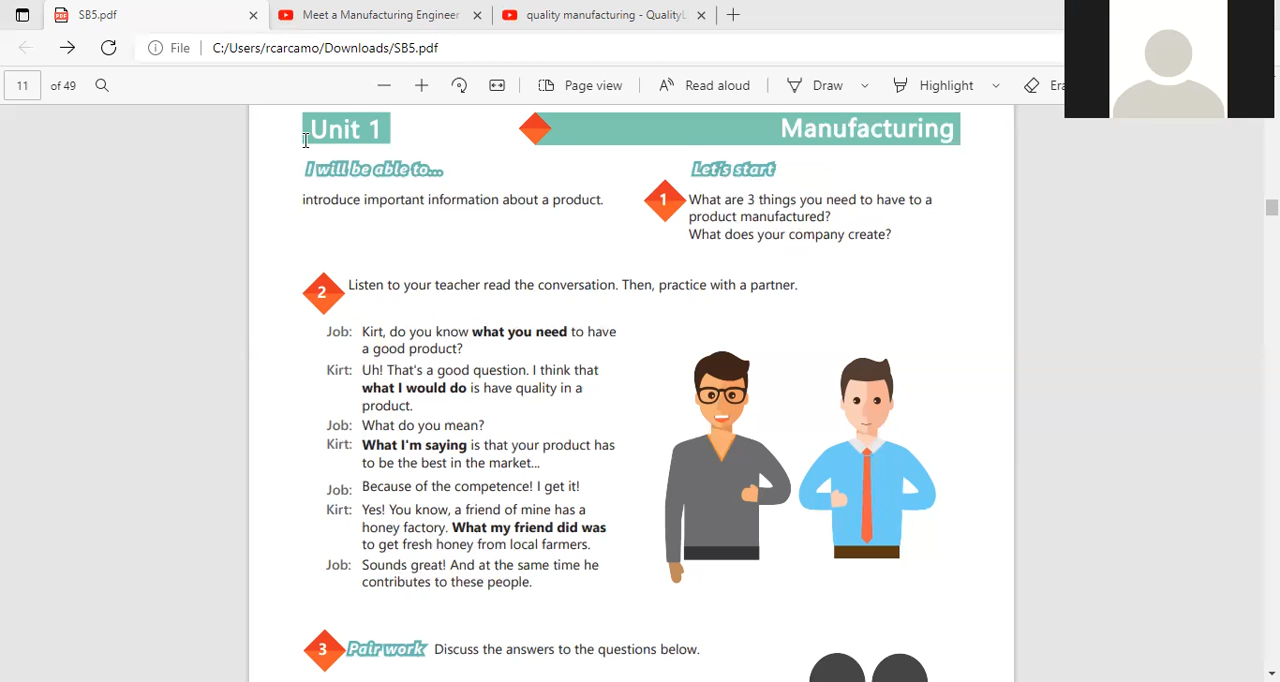 SB5.pdf
Meet a Manufacturing Engineer
quality manufacturing - QualityL
File C:/Users/rcarcamo/Downloads/SB5.pdf
11 of 49 Page view Read aloud Draw Highlight Era
Unit 1 Manufacturing
I will be able to...
introduce important information about a product.
Let's start
1 What are 3 things you need to have to a
product manufactured?
What does your company create?
2 Listen to your teacher read the conversation. Then, practice with a partner.
Job: Kirt, do you know what you need to have
a good product?
Kirt: Uh! That's a good question. I think that
what I would do is have quality in a
product.
Job: What do you mean?
Kirt: What I'm saying is that your product has
to be the best in the market...
Job: Because of the competence! I get it!
Kirt: Yes! You know, a friend of mine has a
honey factory. What my friend did was
to get fresh honey from local farmers.
Job: Sounds great! And at the same time he
contributes to these people.
3 Pair work Discuss the answers to the questions below.